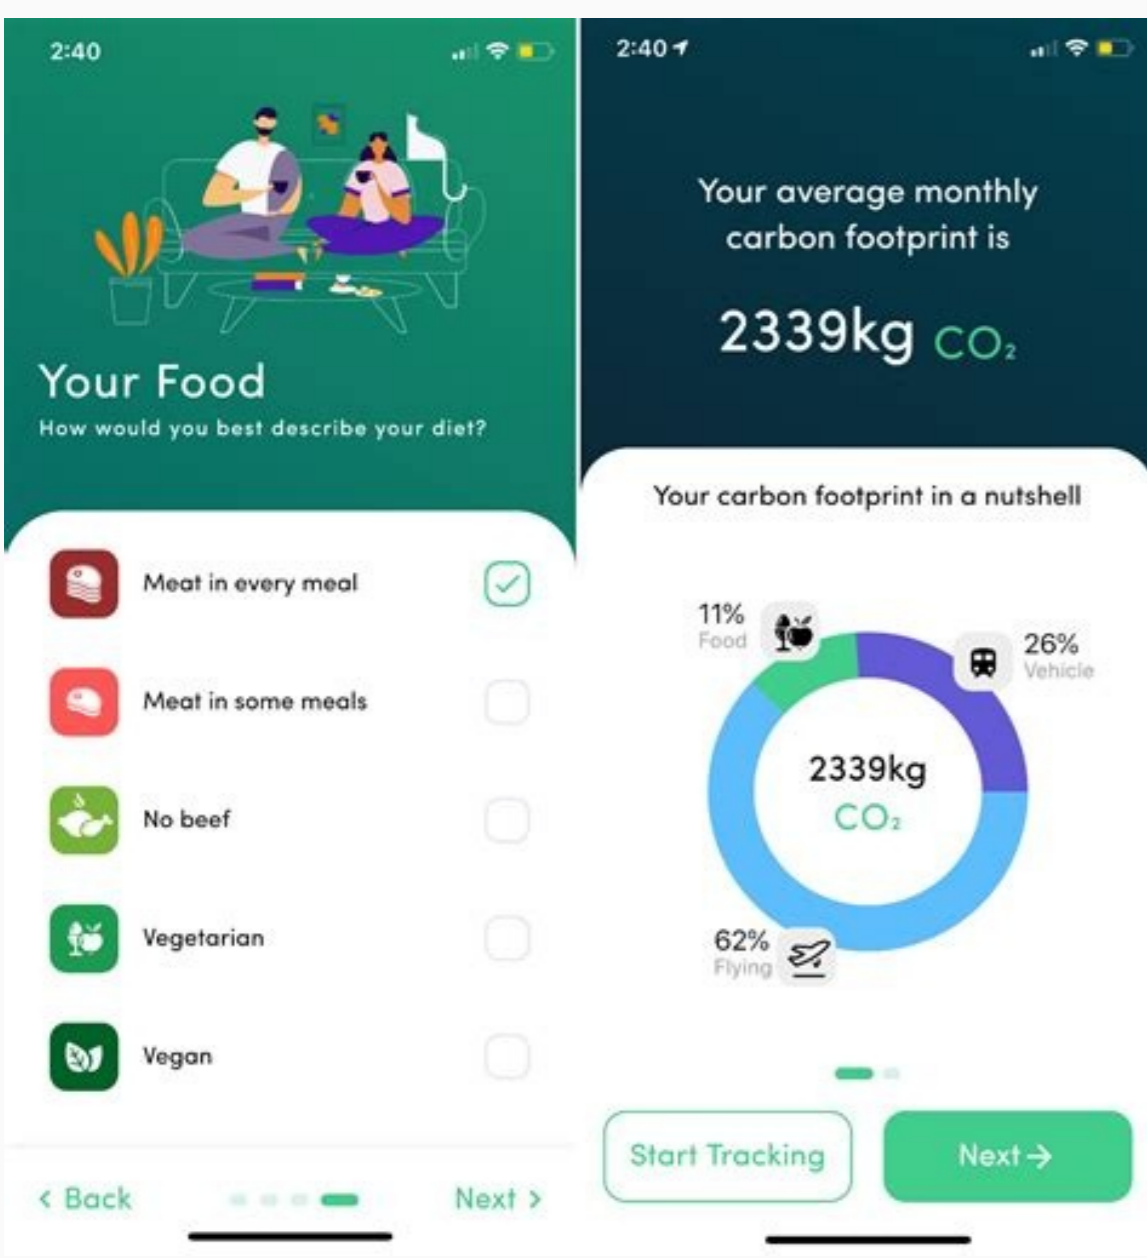 2:40
Your Food
How would you best describe your diet?
Meat in every meal
Meat in some meals
No beef
Vegetarian
Vegan
< Back
Next >
2:40
Your average monthly
carbon footprint is
2339kg CO₂
Your carbon footprint in a nutshell
11%
Food
26%
Vehicle
2339kg
CO₂
62%
Flying
Start Tracking
Next →